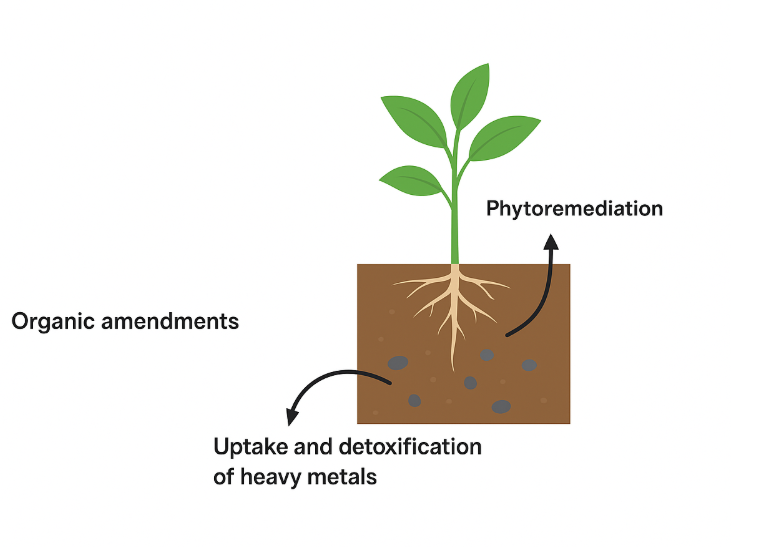 Phytoremediation
Organic amendments
Uptake and detoxification
of heavy metals